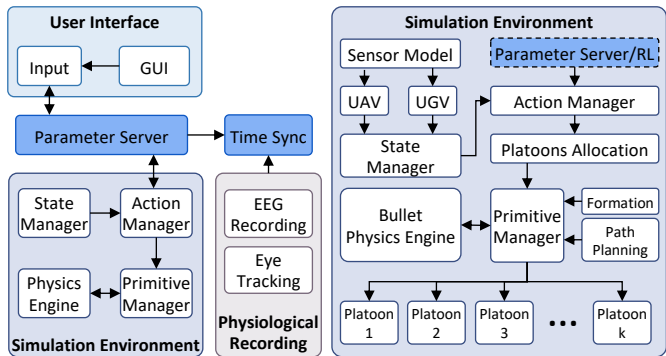 User Interface
Input
GUI
Parameter Server
Time Sync
State
Manager
Action
Manager
Physics
Engine
Primitive
Manager
Simulation Environment
EEG
Recording
Eye
Tracking
Physiological
Recording
Simulation Environment
Sensor Model
Parameter Server/RL
UAV
UGV
Action Manager
State
Manager
Platoons Allocation
Bullet
Physics Engine
Primitive
Manager
Formation
Path
Planning
Platoon
1
Platoon
2
Platoon
3
...
Platoon
k